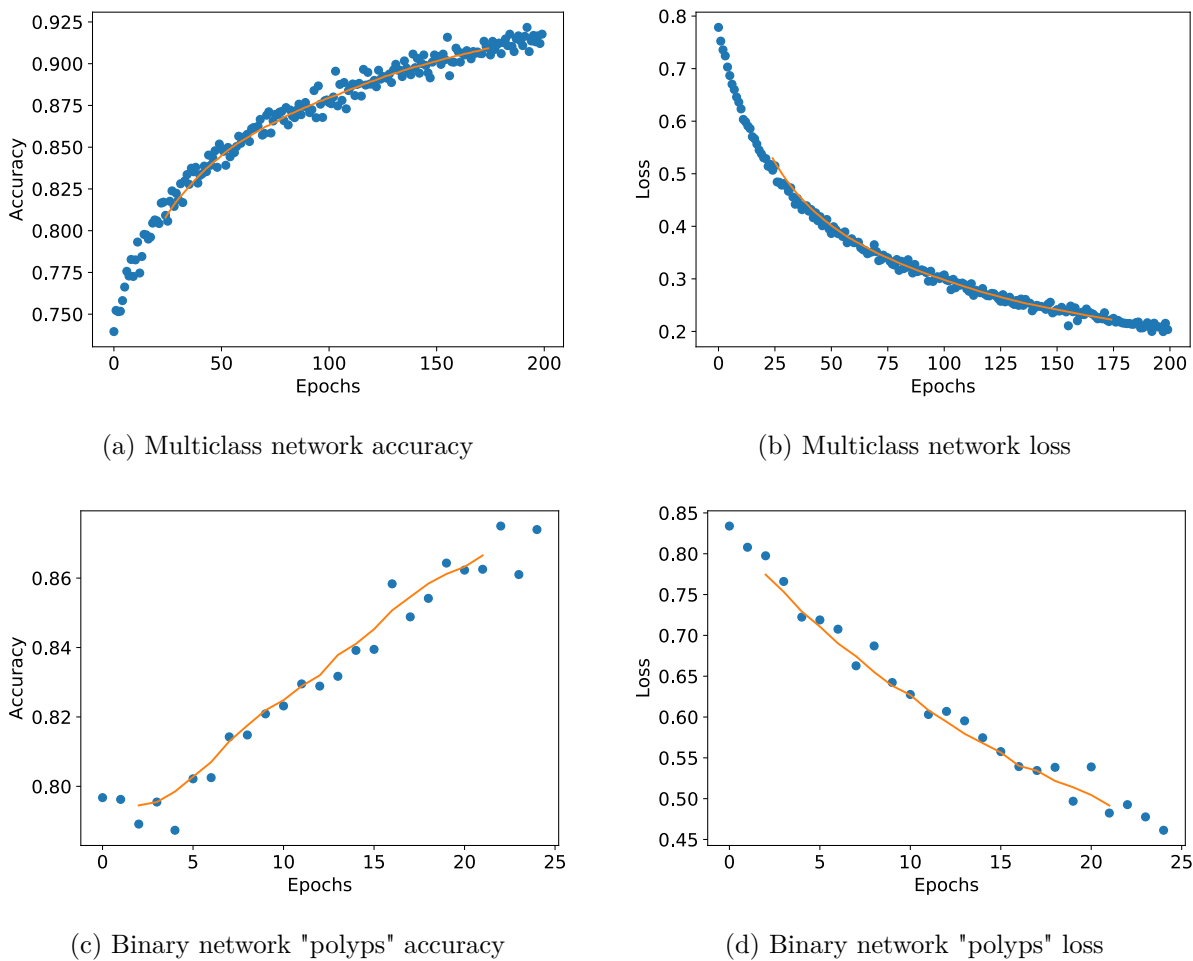 0.925
0.900
0.875
0.850
0.825
0.800
0.775
0.750
Accuracy
0 50 100 150 200
Epochs
(a) Multiclass network accuracy
0.8
0.7
0.6
0.5
0.4
0.3
0.2
Loss
0 25 50 75 100 125 150 175 200
Epochs
(b) Multiclass network loss
0.86
0.84
0.82
0.80
Accuracy
0 5 10 15 20 25
Epochs
(c) Binary network "polyps" accuracy
0.85
0.80
0.75
0.70
0.65
0.60
0.55
0.50
0.45
Loss
0 5 10 15 20 25
Epochs
(d) Binary network "polyps" loss